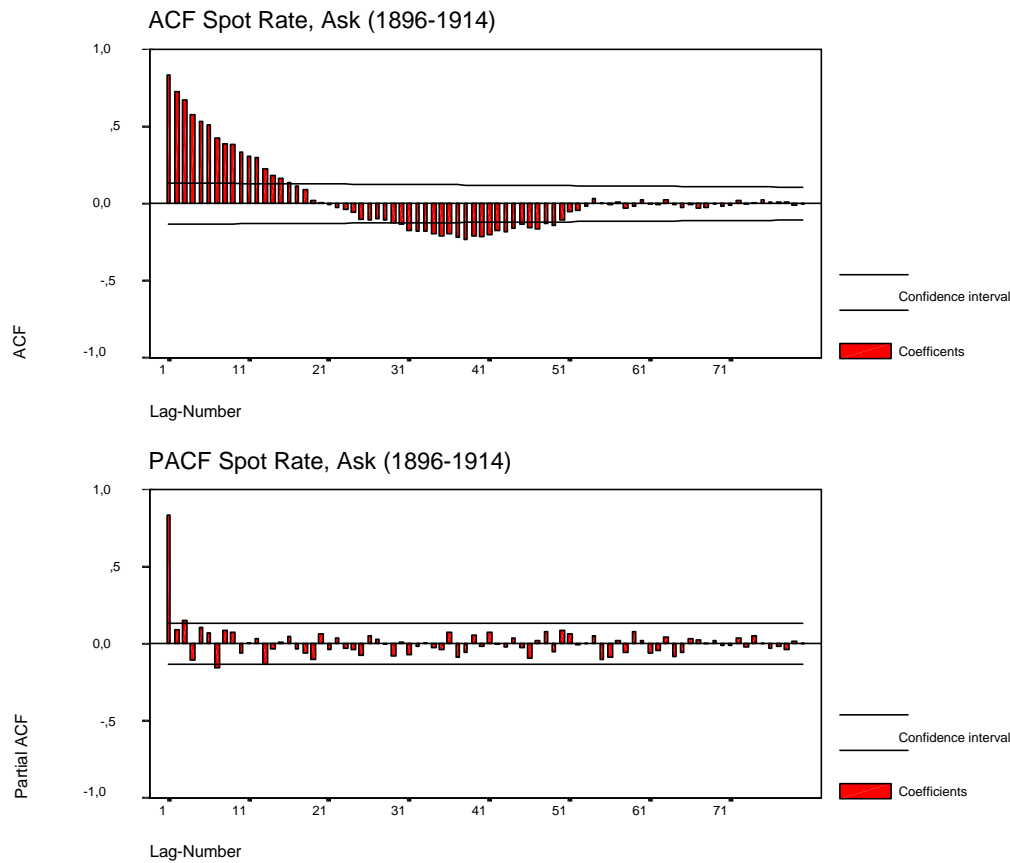 ACF Spot Rate, Ask (1896-1914)
1,0
,5
0,0
-,5
-1,0
ACF
1 11 21 31 41 51 61 71
Lag-Number
Confidence interval
Coefficents
PACF Spot Rate, Ask (1896-1914)
1,0
,5
0,0
-,5
-1,0
Partial ACF
1 11 21 31 41 51 61 71
Lag-Number
Confidence interval
Coefficients